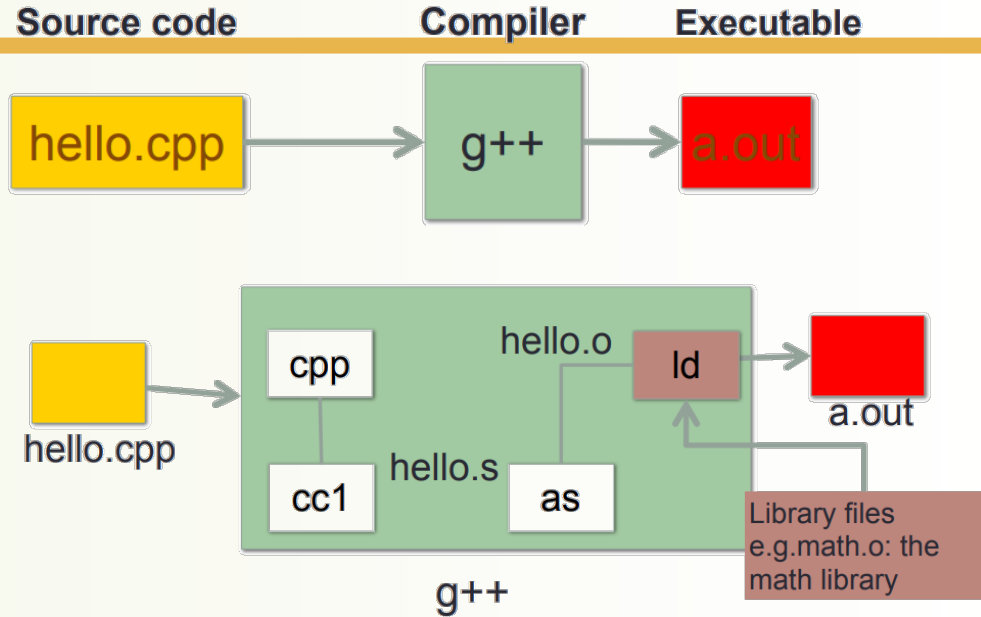 Source code
Compiler
Executable
hello.cpp
g++
a.out
cpp
hello.o
ld
hello.cpp
a.out
cc1
hello.s
as
Library files
e.g.math.o: the
math library
g++